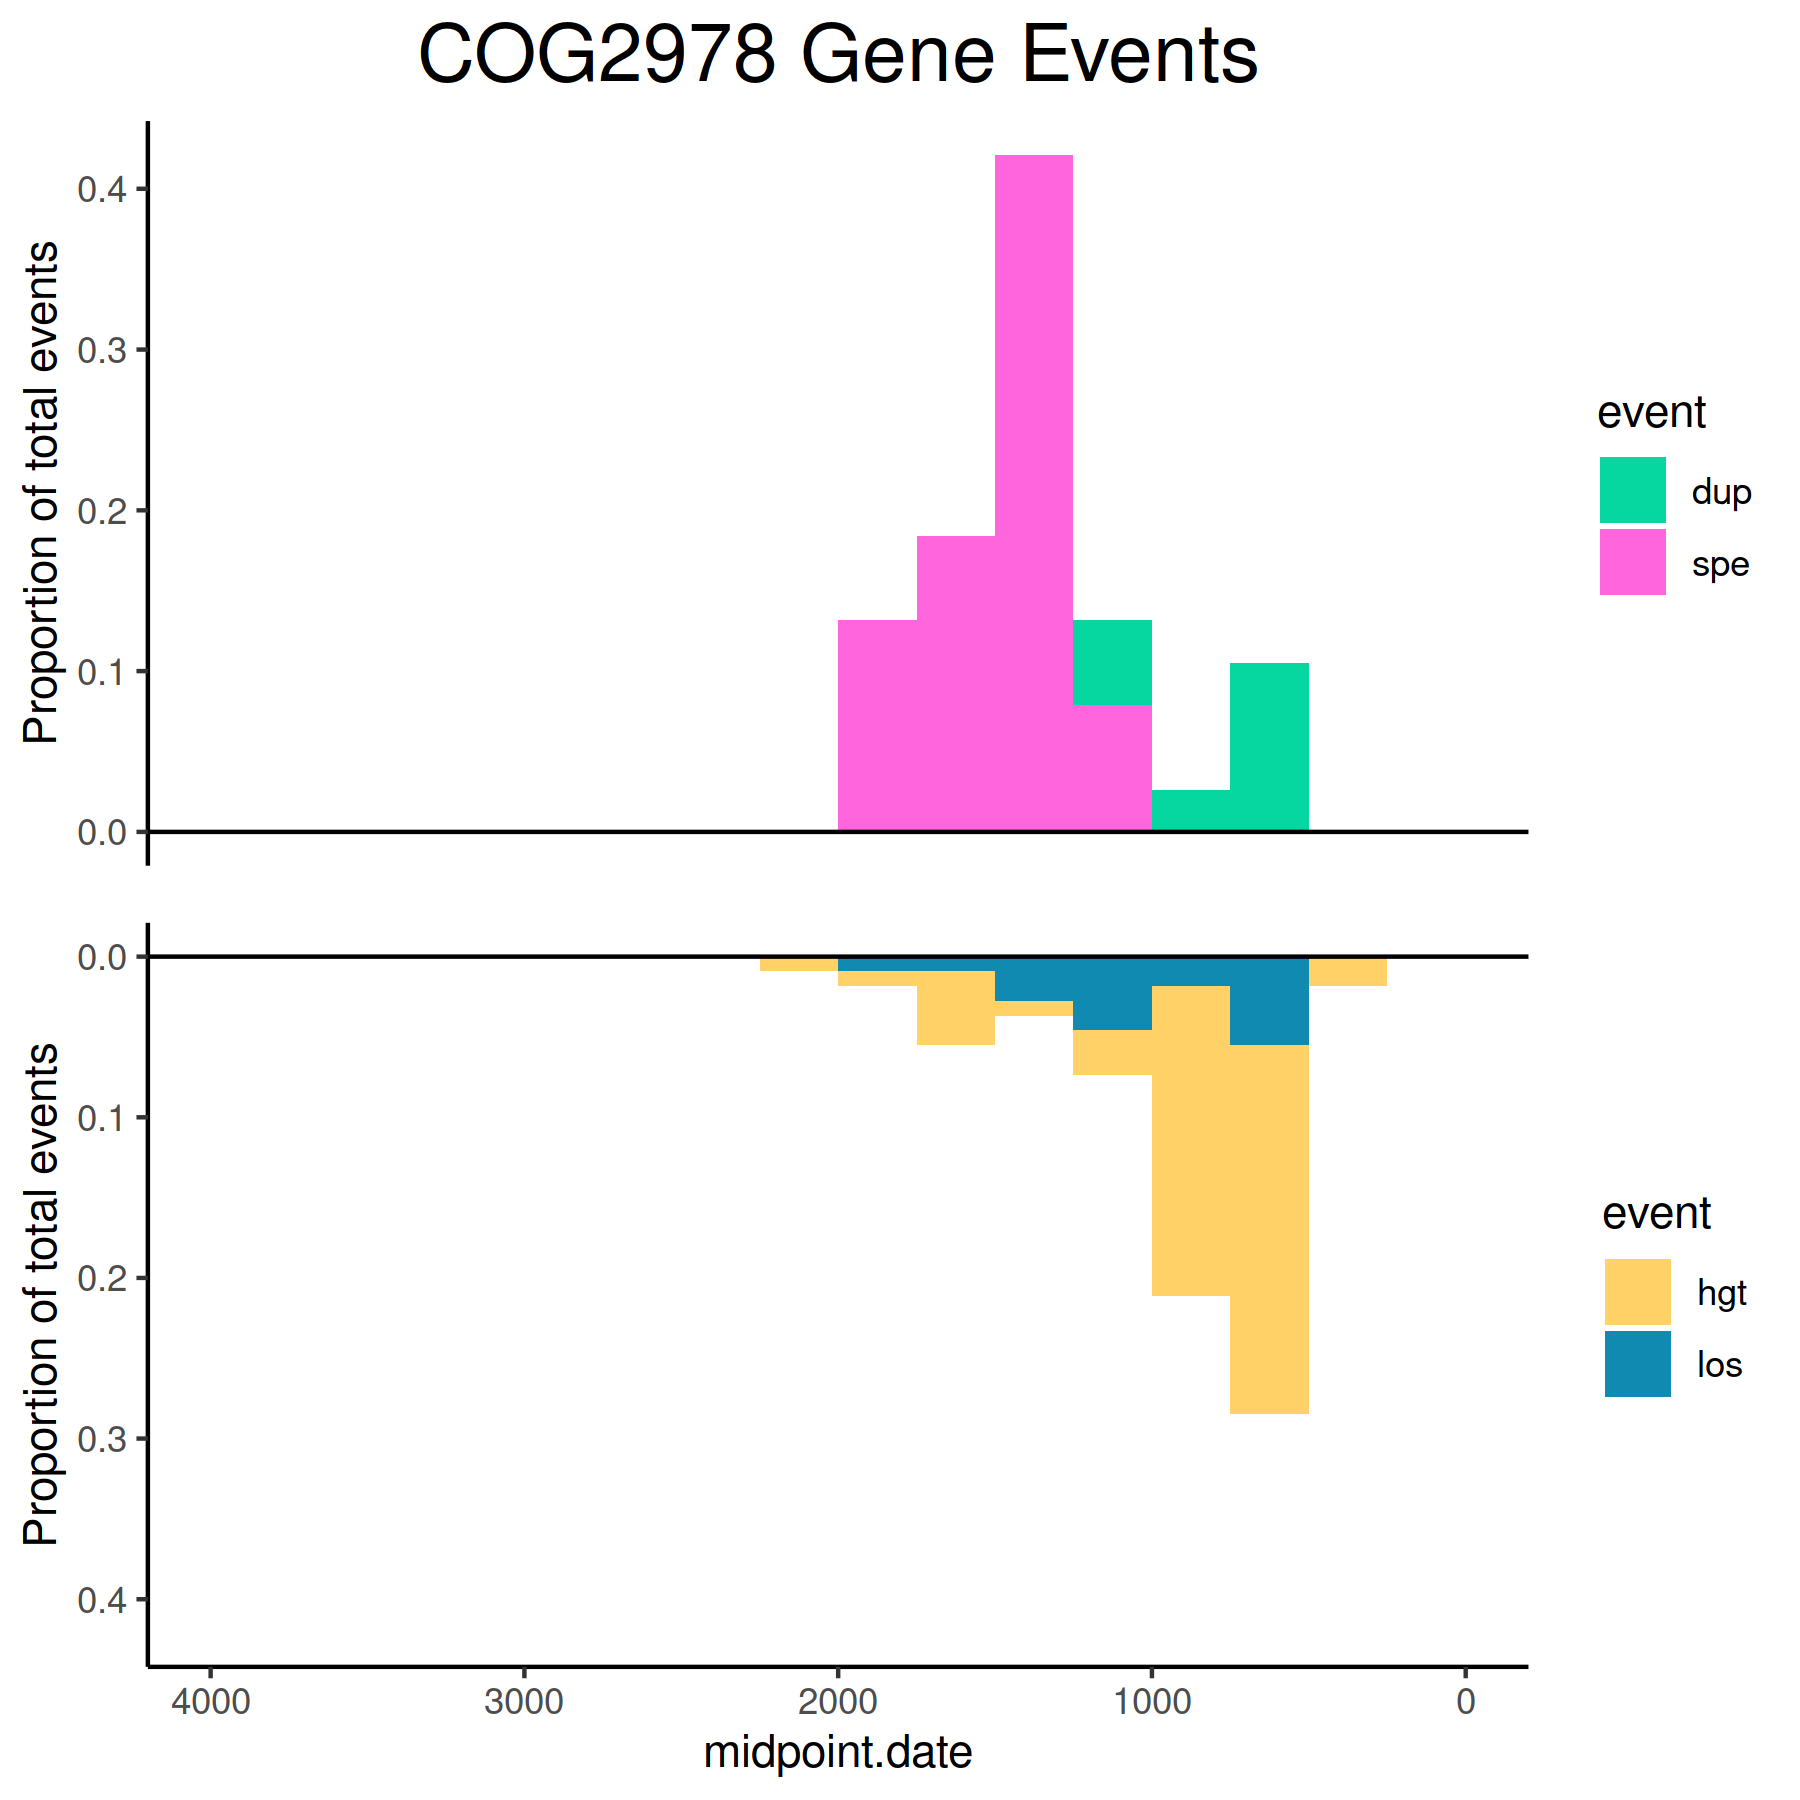 COG2978 Gene Events
Proportion of total events
0.4
0.3
0.2
0.1
0.0
event
dup
spe
Proportion of total events
0.0
0.1
0.2
0.3
0.4
event
hgt
los
4000 3000 2000 1000 0
midpoint.date